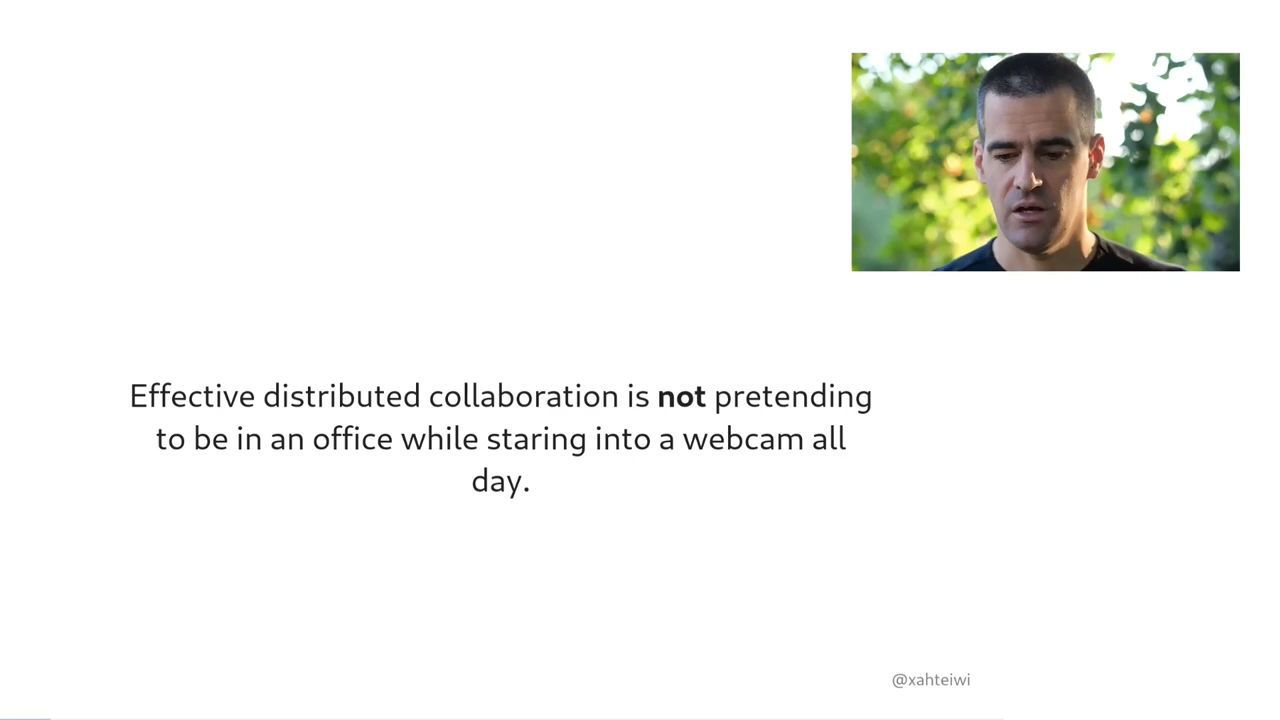 Effective distributed collaboration is not pretending
to be in an office while staring into a webcam all
day.
@xahteiwi